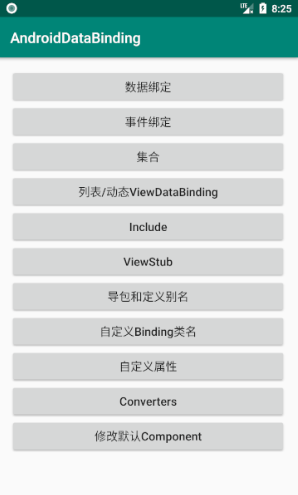 LTE 8:25
AndroidDataBinding
数据绑定
事件绑定
集合
列表/动态ViewDataBinding
Include
ViewStub
导包和定义别名
自定义Binding类名
自定义属性
Converters
修改默认Component